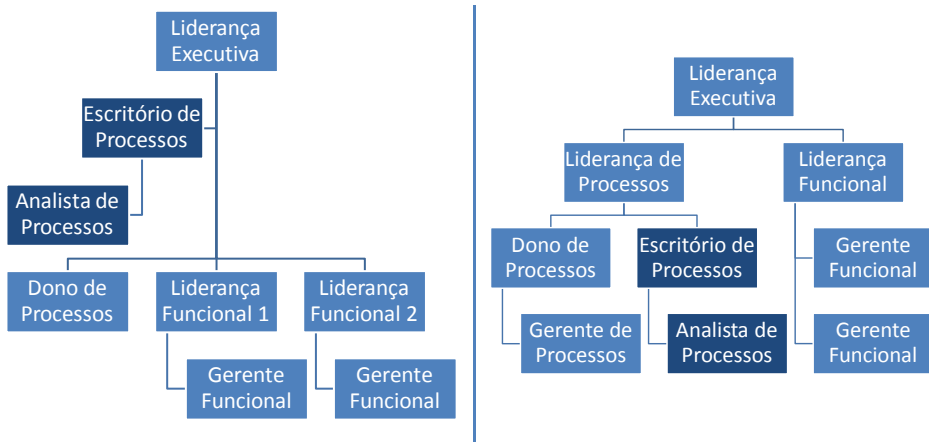 Liderança
Executiva
Escritório de
Processos
Analista de
Processos
Dono de
Processos
Liderança
Funcional 1
Liderança
Funcional 2
Gerente
Funcional
Gerente
Funcional
Liderança
Executiva
Liderança de
Processos
Liderança
Funcional
Dono de
Processos
Escritório de
Processos
Gerente
Funcional
Gerente de
Processos
Analista de
Processos
Gerente
Funcional